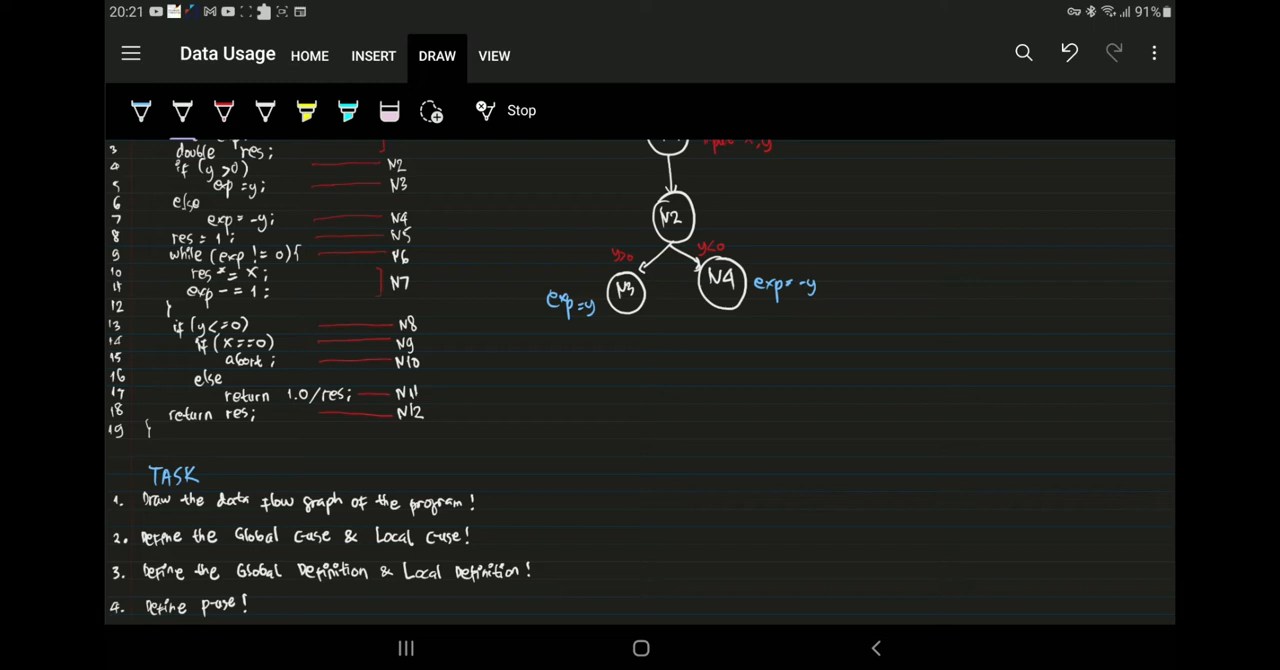 20:21
91%
Data Usage HOME INSERT DRAW VIEW
Stop
3 double res;
4 if (y >0) N2
5 exp =y; N3
6 else
7 exp = -y; N4
8 res = 1; N5
9 while (exp != 0){ N6
10 res *= x;
11 exp -= 1; N7
12 }
13 if (y<=0) N8
14 if (x==0) N9
15 abort; N10
16 else
17 return 1.0/res; N11
18 return res; N12
19 }
input x,y
N2
y>0 y<0
exp=y N3 N4 exp= -y
TASK
1. Draw the data flow graph of the program!
2. Define the Global c-use & Local c-use!
3. Define the Global Definition & Local Definition!
4. Define p-use!